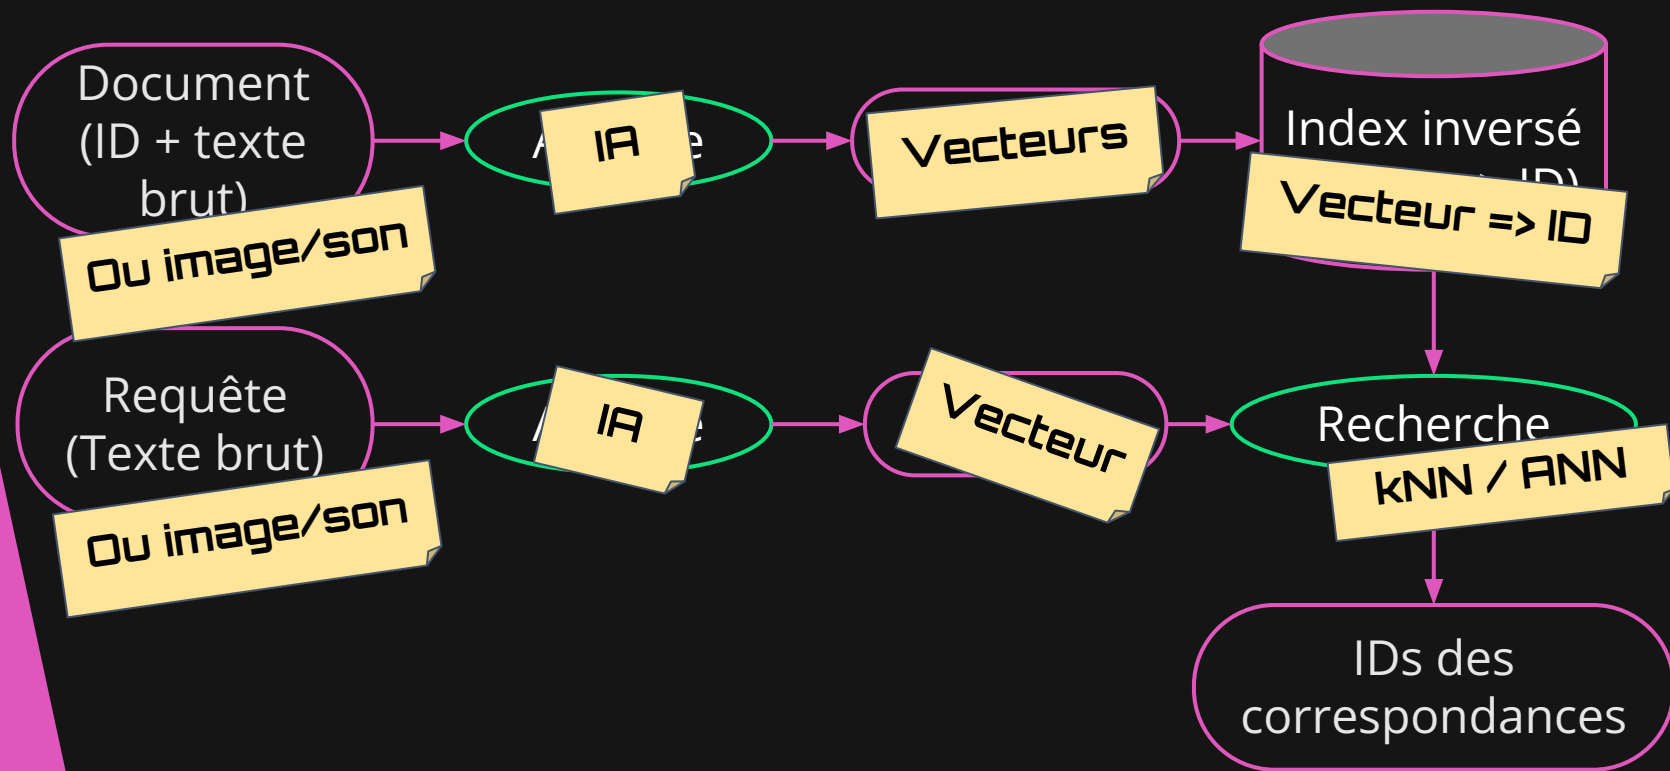 Document
(ID + texte
brut)
Ou image/son
IA
Vecteurs
Index inversé
ID)
Vecteur => ID
Requête
(Texte brut)
Ou image/son
IA
Vecteur
Recherche
kNN / ANN
IDs des
correspondances